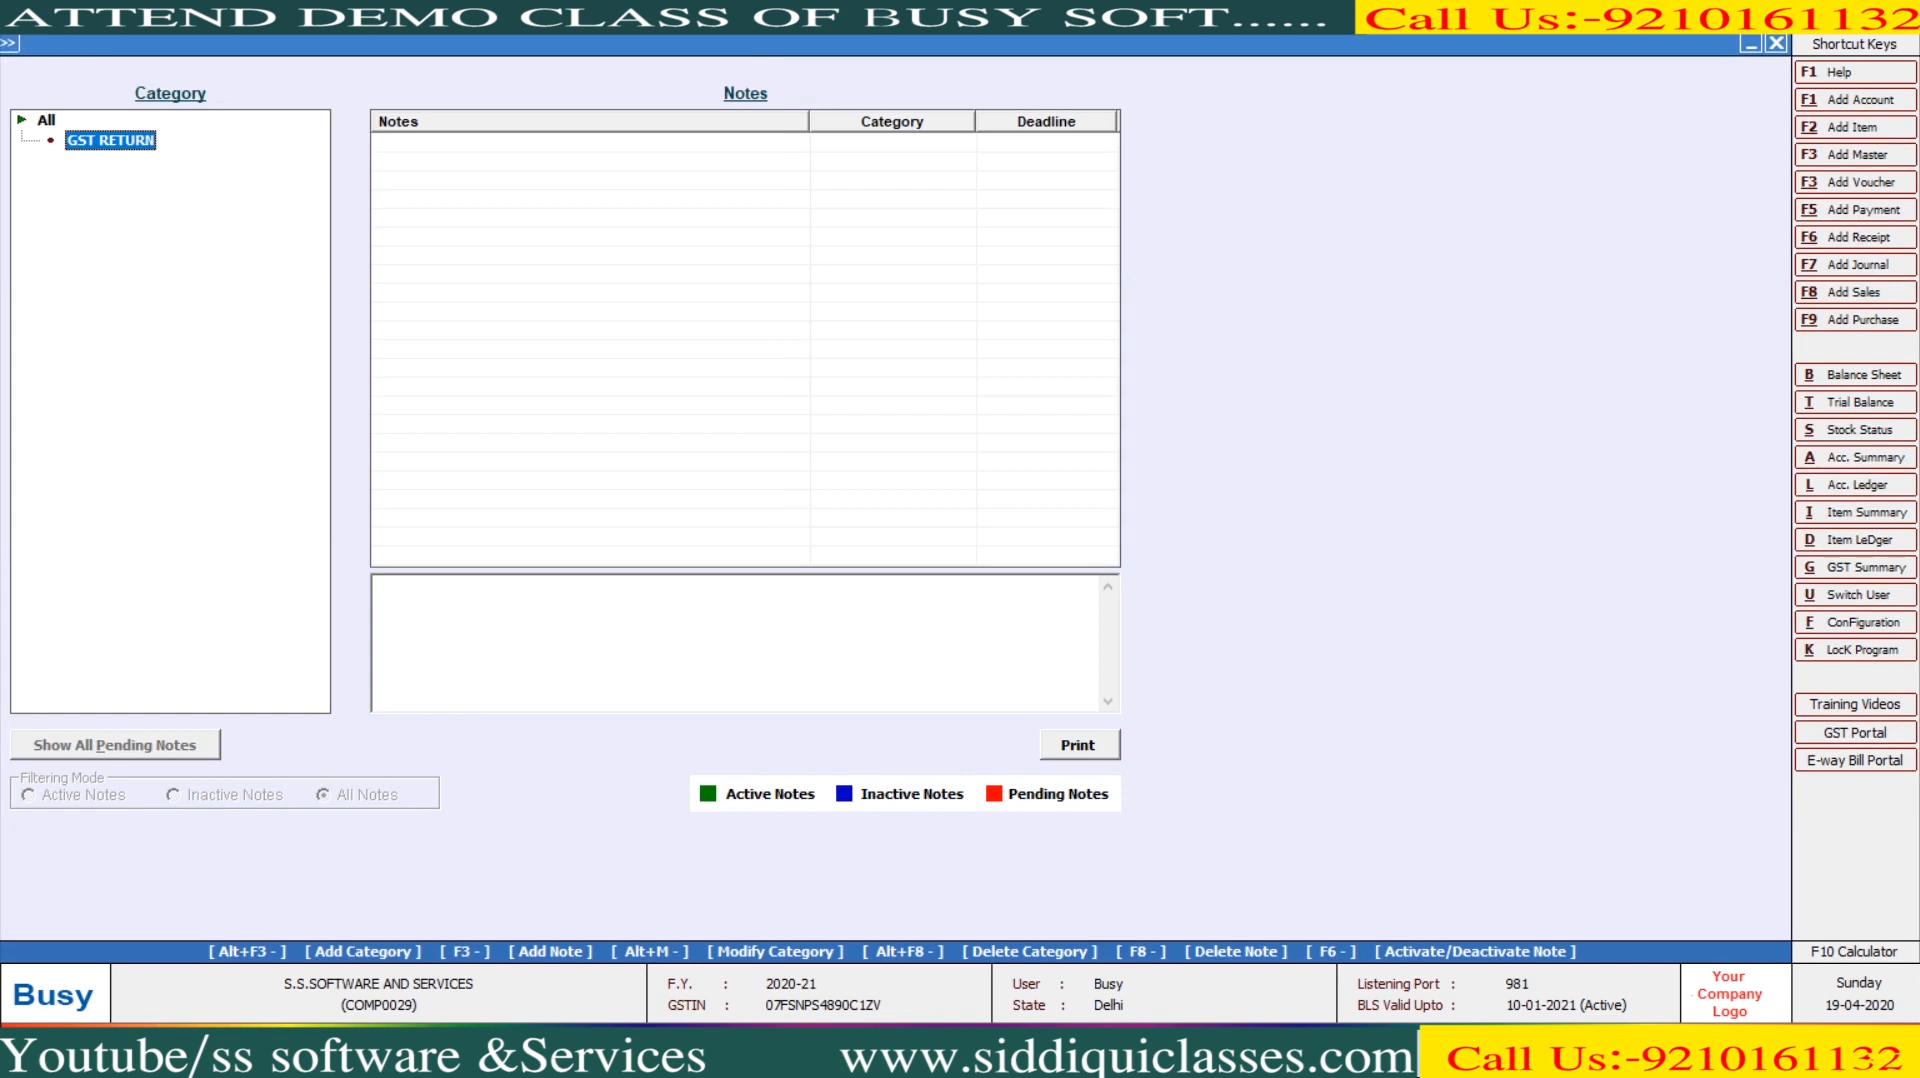 ATTEND DEMO CLASS OF BUSY SOFT......
Call Us:-9210161132
>>
Shortcut Keys
Category
Notes
All
GST RETURN
Notes Category Deadline
F1 Help
F1 Add Account
F2 Add Item
F3 Add Master
F3 Add Voucher
F5 Add Payment
F6 Add Receipt
F7 Add Journal
F8 Add Sales
F9 Add Purchase
B Balance Sheet
T Trial Balance
S Stock Status
A Acc. Summary
L Acc. Ledger
I Item Summary
D Item LeDger
G GST Summary
U Switch User
F ConFiguration
K LocK Program
Training Videos
GST Portal
E-way Bill Portal
Show All Pending Notes
Print
Filtering Mode
Active Notes Inactive Notes All Notes
Active Notes Inactive Notes Pending Notes
[ Alt+F3 - ] [ Add Category ] [ F3 - ] [ Add Note ] [ Alt+M - ] [ Modify Category ] [ Alt+F8 - ] [ Delete Category ] [ F8 - ] [ Delete Note ] [ F6 - ] [ Activate/Deactivate Note ]
F10 Calculator
Busy
S.S.SOFTWARE AND SERVICES
(COMP0029)
F.Y. : 2020-21
GSTIN : 07FSNPS4890C1ZV
User : Busy
State : Delhi
Listening Port : 981
BLS Valid Upto : 10-01-2021 (Active)
Your
Company
Logo
Sunday
19-04-2020
Youtube/ss software &Services
www.siddiquiclasses.com
Call Us:-9210161132